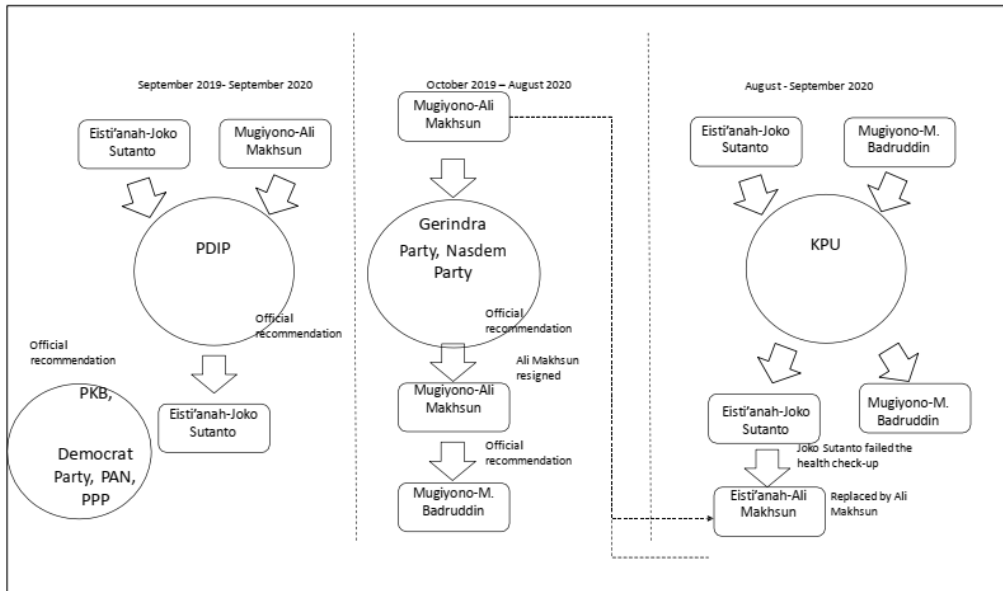 September 2019- September 2020
Eisti'anah-Joko
Sutanto
Mugiyono-Ali
Makhsun
PDIP
Official
recommendation
Official
recommendation
PKB,
Democrat
Party, PAN,
PPP
Eisti'anah-Joko
Sutanto
October 2019 – August 2020
Mugiyono-Ali
Makhsun
Gerindra
Party, Nasdem
Party
Official
recommendation
Ali Makhsun
resigned
Mugiyono-Ali
Makhsun
Official
recommendation
Mugiyono-M.
Badruddin
August - September 2020
Eisti'anah-Joko
Sutanto
Mugiyono-M.
Badruddin
KPU
Eisti'anah-Joko
Sutanto
Mugiyono-M.
Badruddin
Joko Sutanto failed the
health check-up
Eisti'anah-Ali
Makhsun
Replaced by Ali
Makhsun